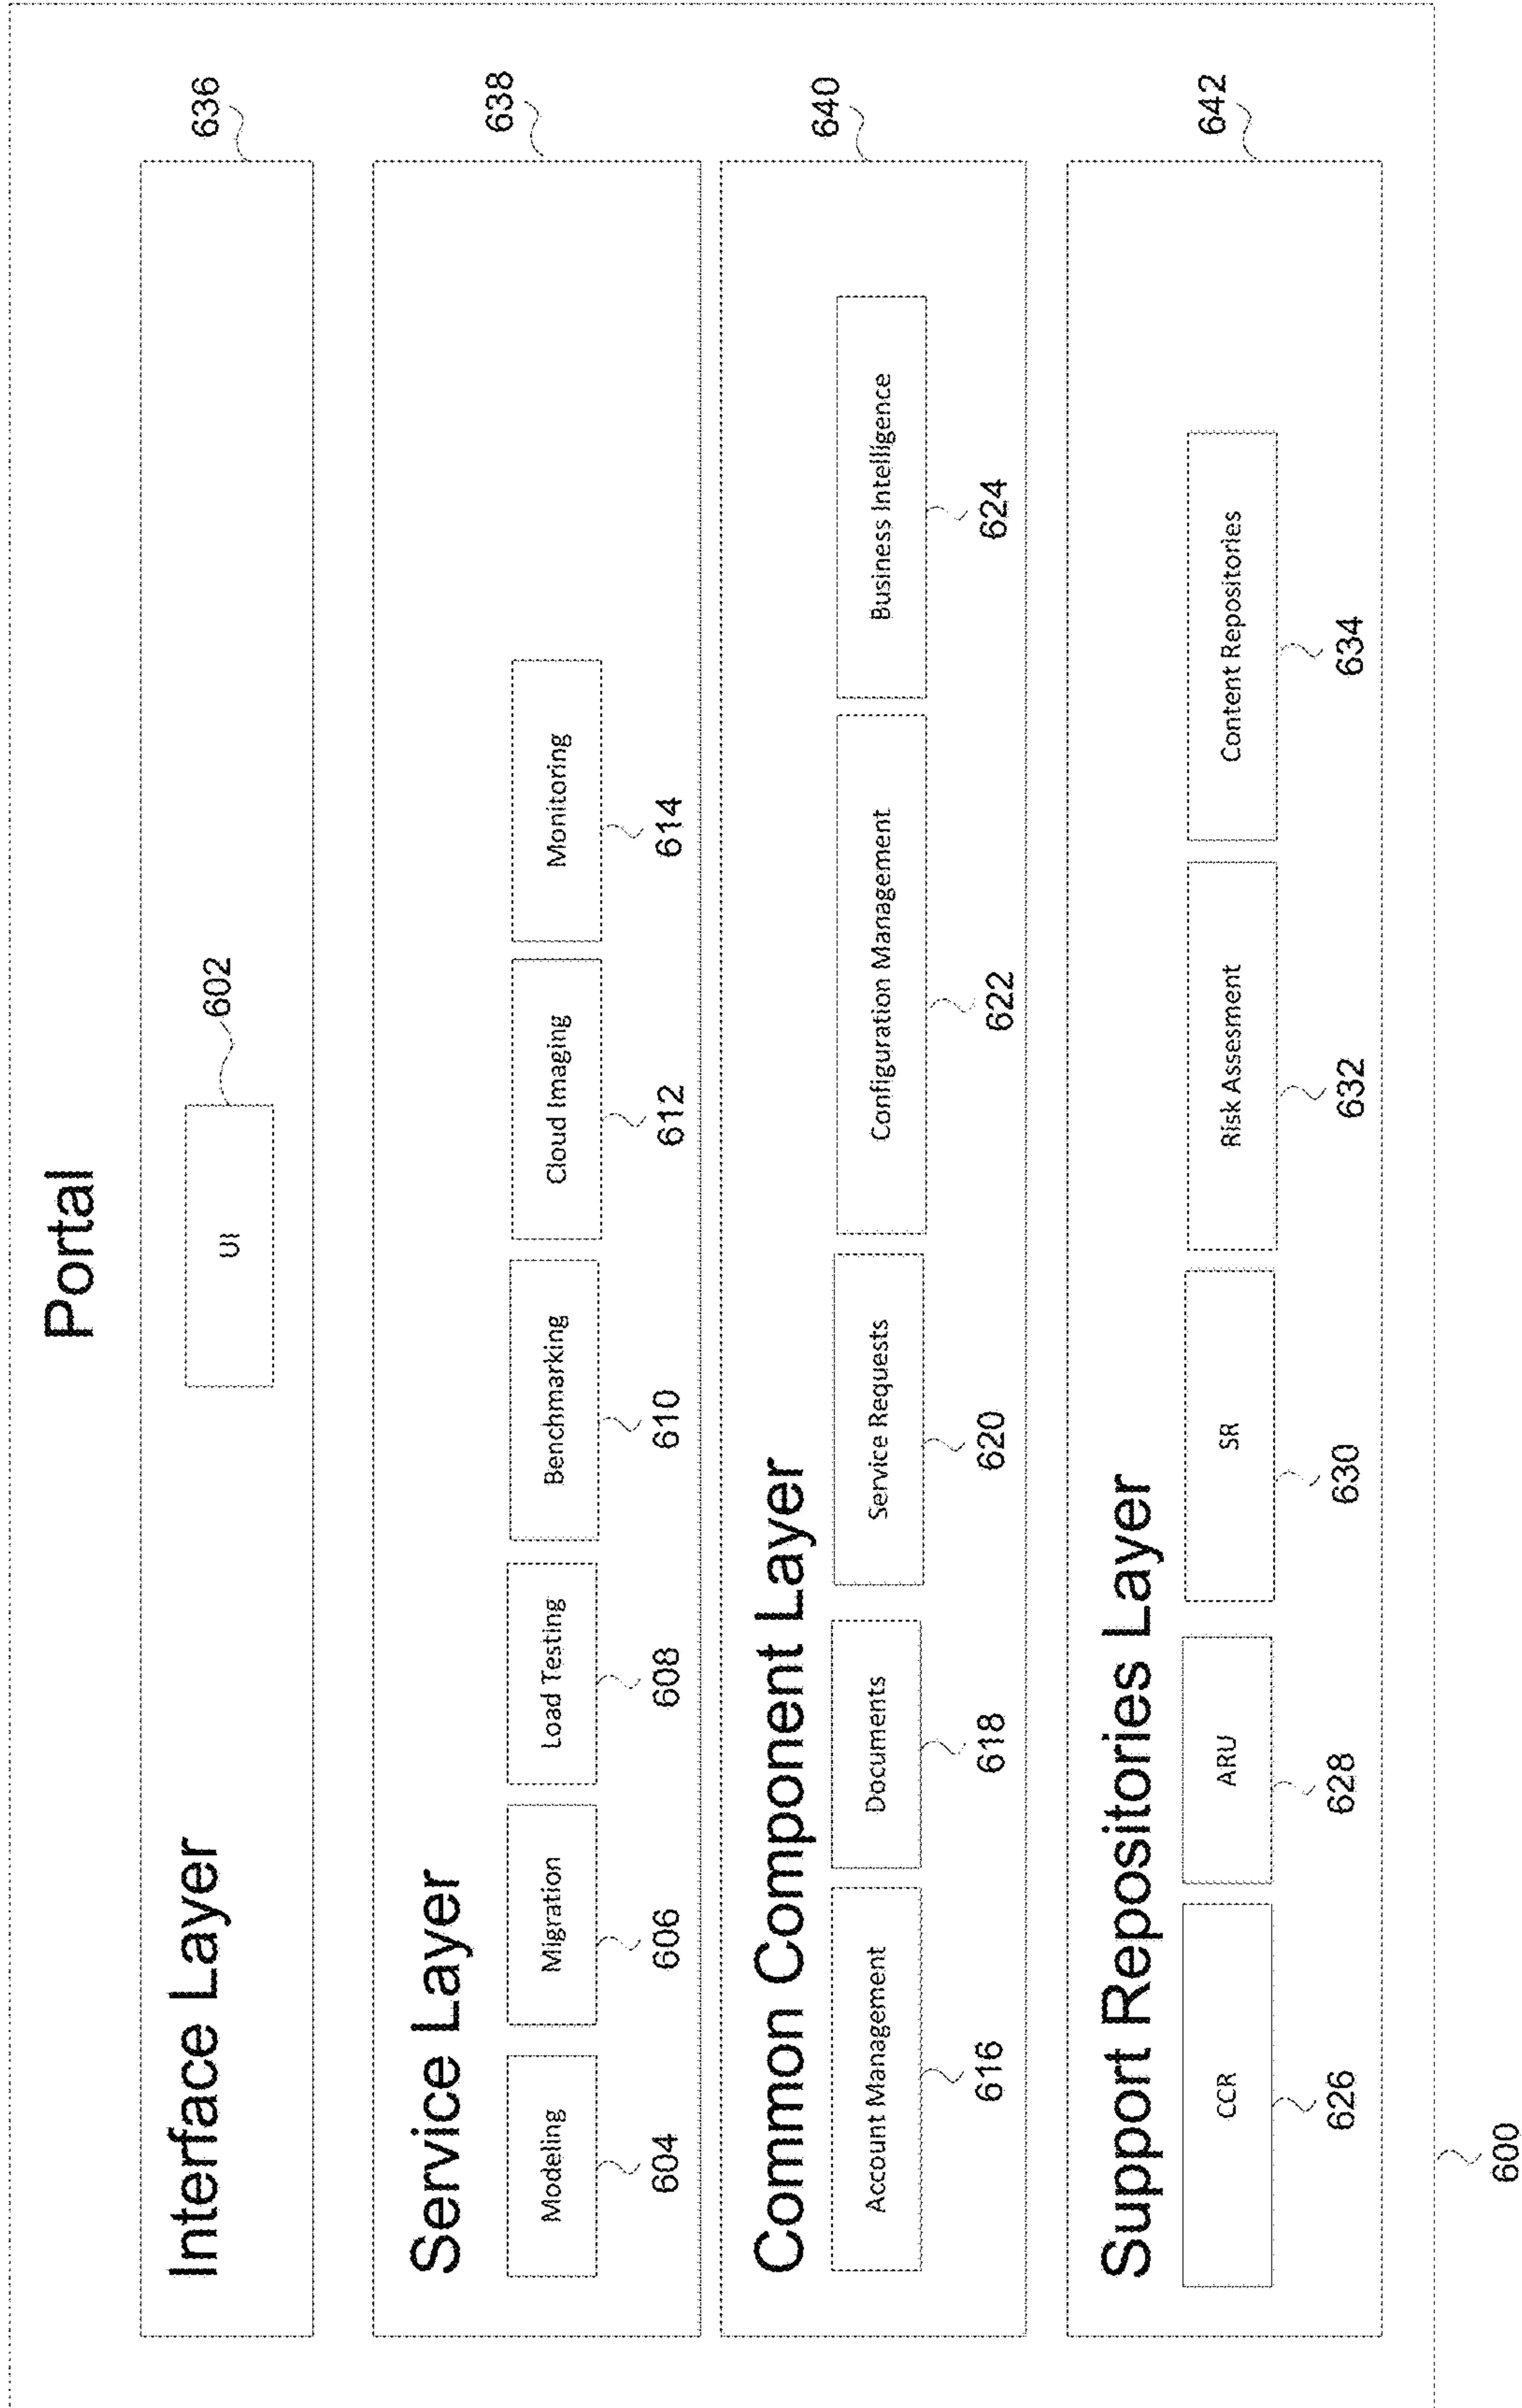 Portal
Interface Layer
636
UI
602
Service Layer
638
Modeling
Migration
Load Testing
Benchmarking
Cloud Imaging
Monitoring
604
606
608
610
612
614
Common Component Layer
640
Account Management
Documents
Service Requests
Configuration Management
Business Intelligence
616
618
620
622
624
Support Repositories Layer
642
CCR
ARU
SR
Risk Assesment
Content Repositories
626
628
630
632
634
600